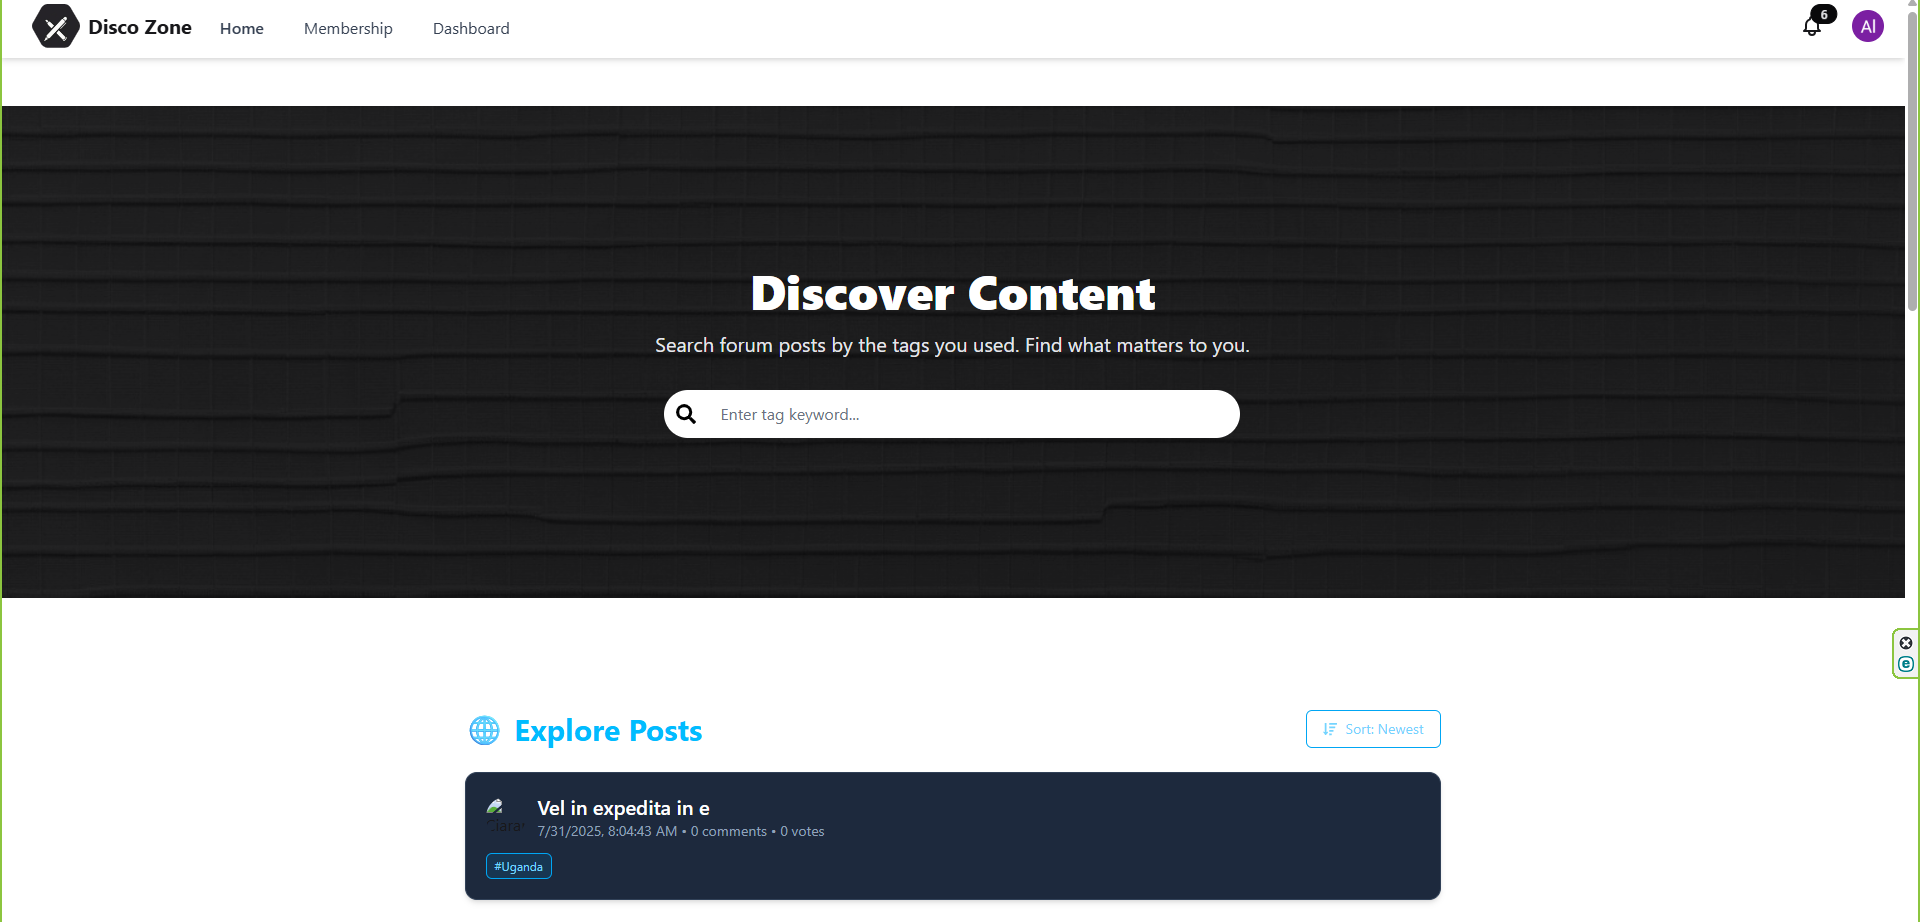 Disco Zone
Home
Membership
Dashboard
6
AI
Discover Content
Search forum posts by the tags you used. Find what matters to you.
Enter tag keyword...
Explore Posts
Sort: Newest
Vel in expedita in e
7/31/2025, 8:04:43 AM • 0 comments • 0 votes
#Uganda